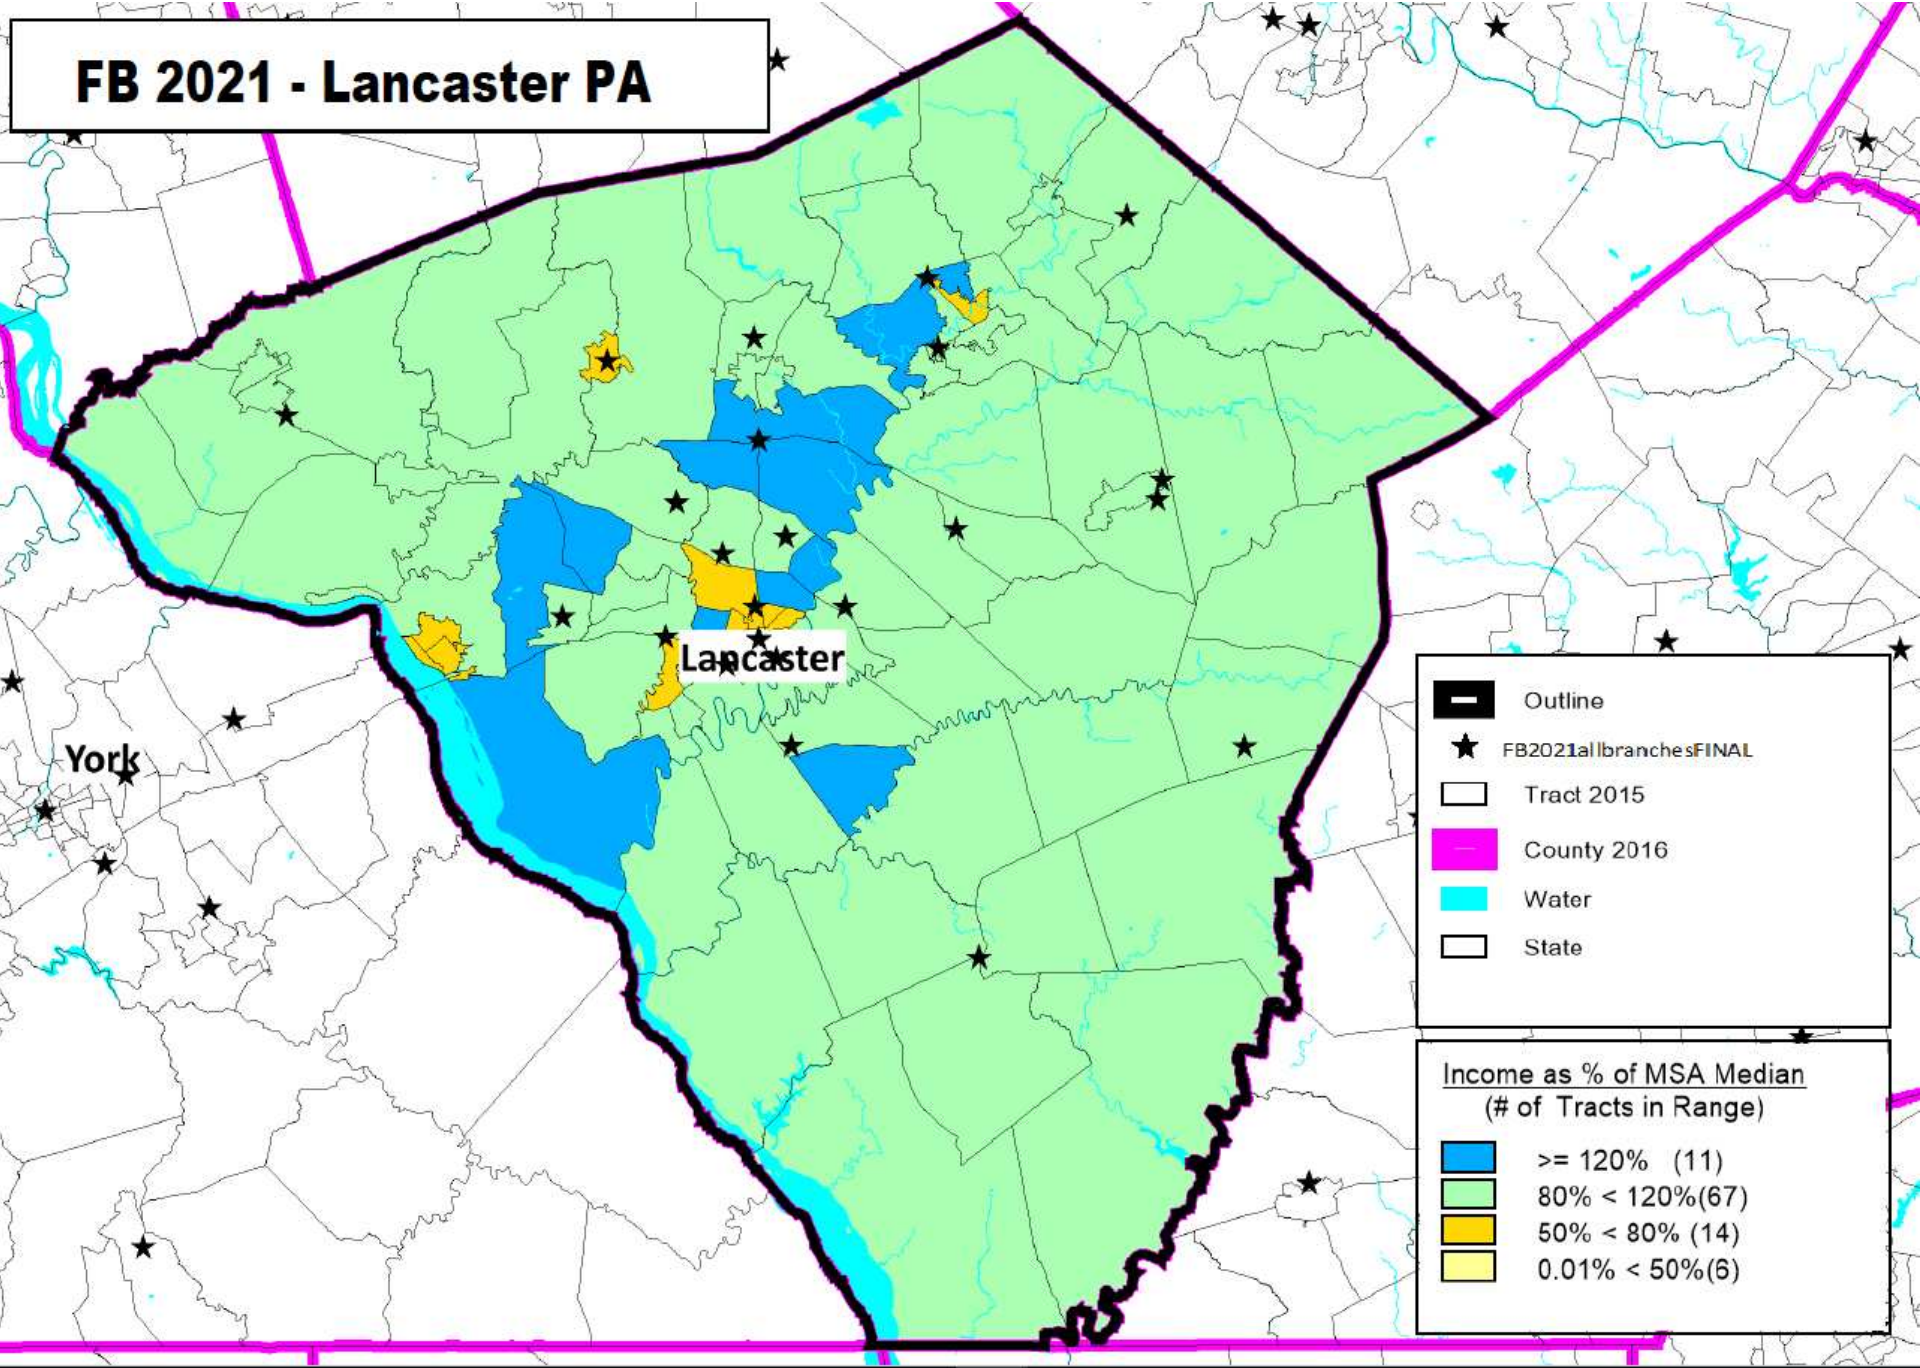 FB 2021 - Lancaster PA
Lancaster
York
Outline
FB2021allbranchesFINAL
Tract 2015
County 2016
Water
State
Income as % of MSA Median
(# of Tracts in Range)
>= 120% (11)
80% < 120%(67)
50% < 80% (14)
0.01% < 50%(6)